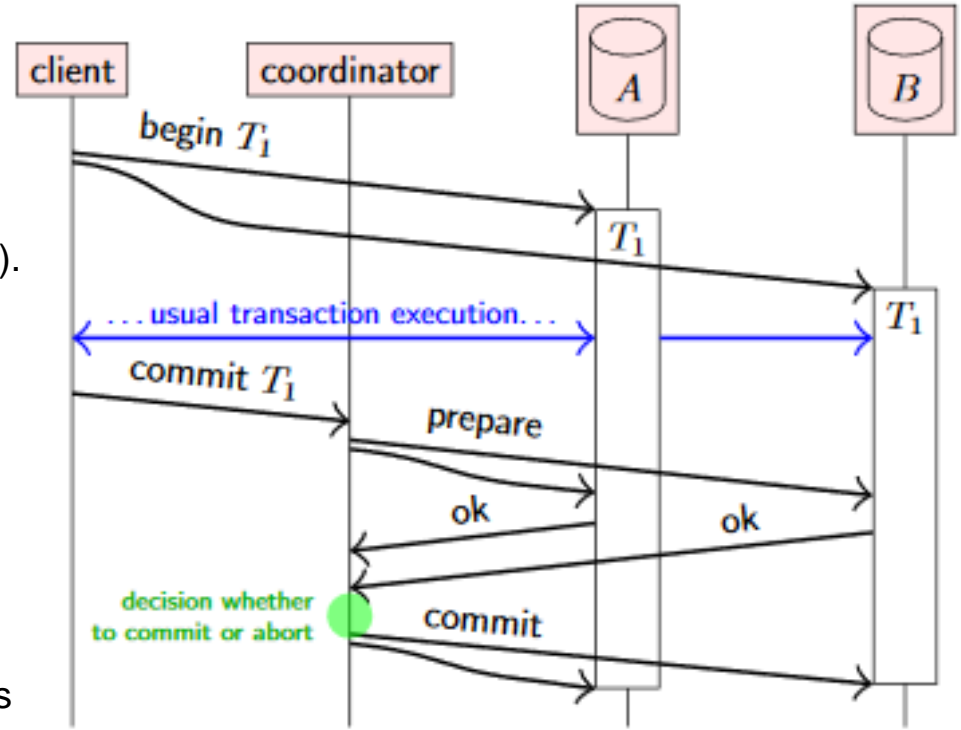 client
coordinator
A
B
begin T₁
T₁
).
...usual transaction execution...
T₁
commit T₁
prepare
ok
ok
decision whether
to commit or abort
commit
s